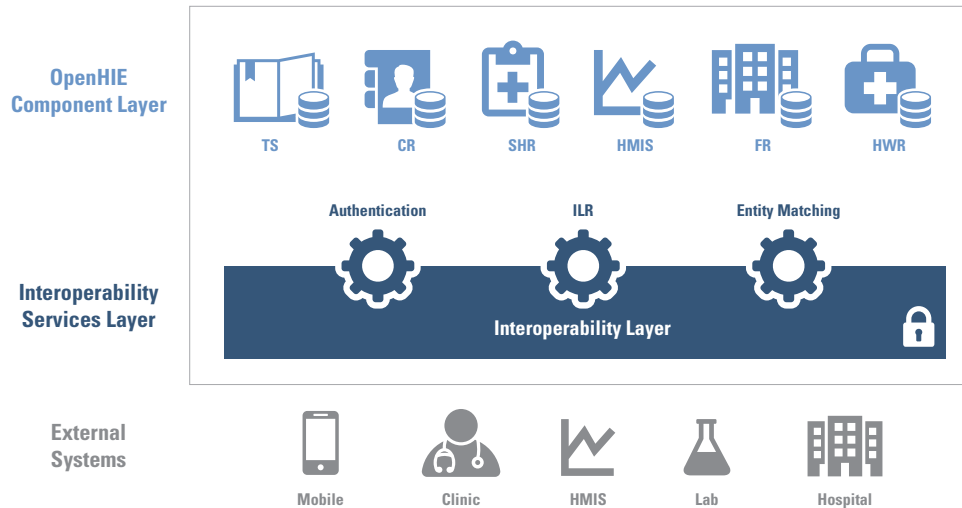 OpenHIE
Component Layer
TS
CR
SHR
HMIS
FR
HWR
Authentication
ILR
Entity Matching
Interoperability
Services Layer
Interoperability Layer
External
Systems
Mobile
Clinic
HMIS
Lab
Hospital